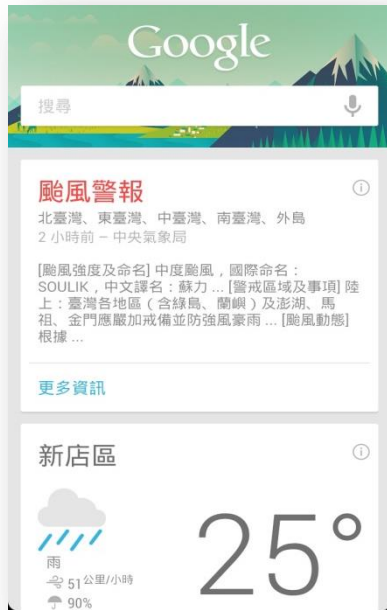 Google
搜尋
颱風警報
北臺灣、東臺灣、中臺灣、南臺灣、外島
2 小時前 – 中央氣象局
[颱風強度及命名] 中度颱風，國際命名：
SOULIK，中文譯名：蘇力 ... [警戒區域及事項] 陸
上：臺灣各地區（含綠島、蘭嶼）及澎湖、馬
祖、金門應嚴加戒備並防強風豪雨 ... [颱風動態]
根據 ...
更多資訊
新店區
25°
雨
51 公里/小時
90%